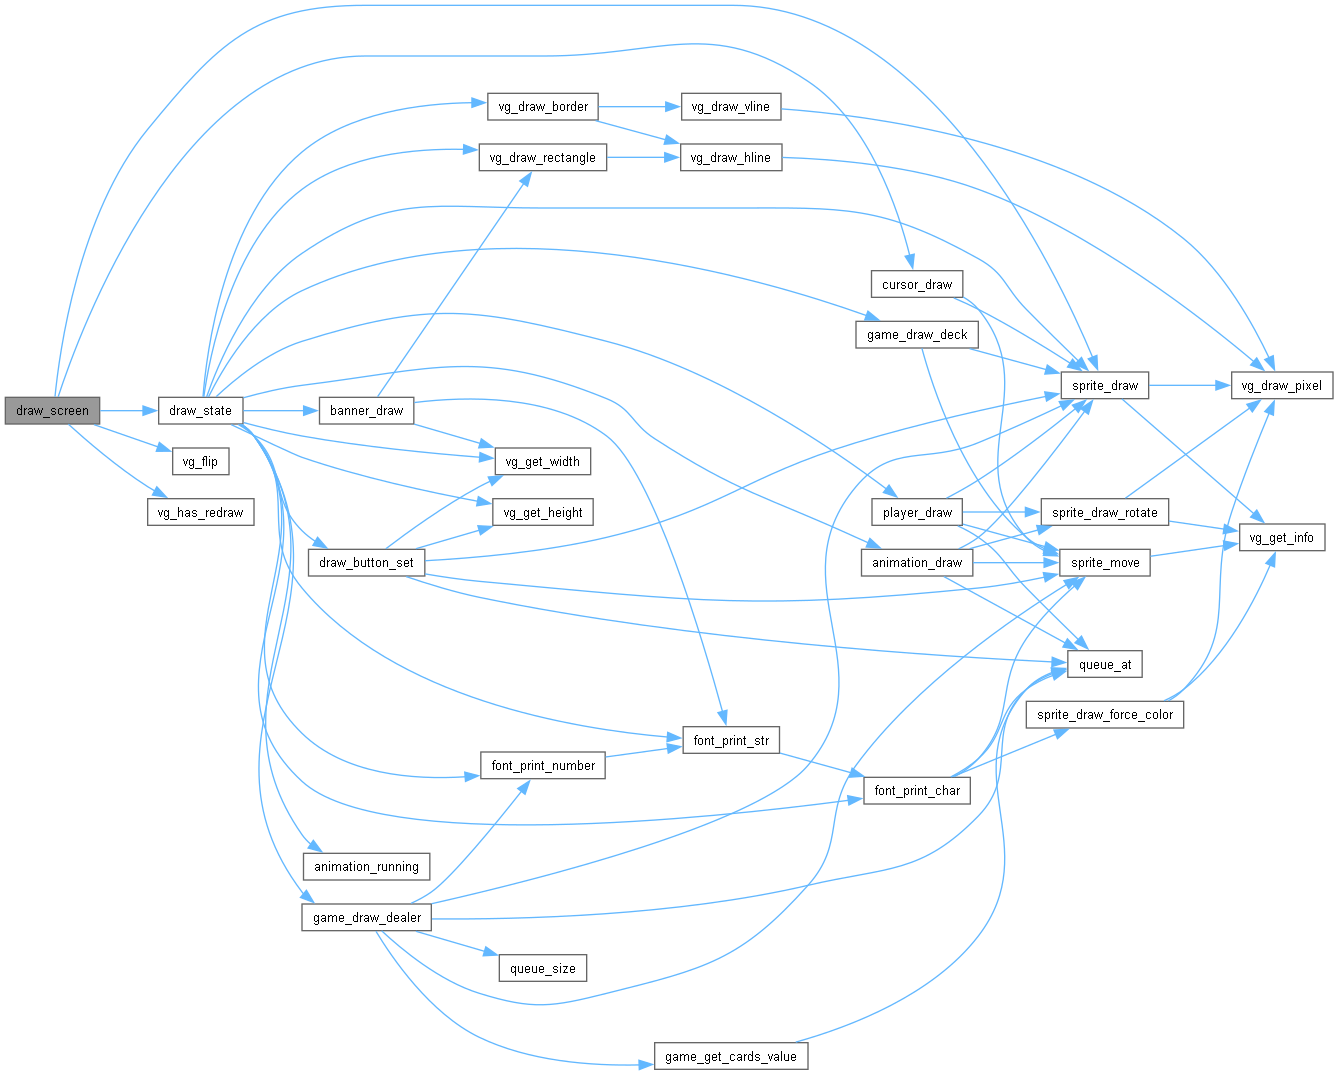 vg_draw_border
vg_draw_vline
vg_draw_rectangle
vg_draw_hline
cursor_draw
game_draw_deck
sprite_draw
vg_draw_pixel
draw_screen
draw_state
banner_draw
vg_flip
vg_get_width
vg_has_redraw
vg_get_height
player_draw
sprite_draw_rotate
vg_get_info
draw_button_set
animation_draw
sprite_move
queue_at
sprite_draw_force_color
font_print_str
font_print_number
font_print_char
animation_running
game_draw_dealer
queue_size
game_get_cards_value